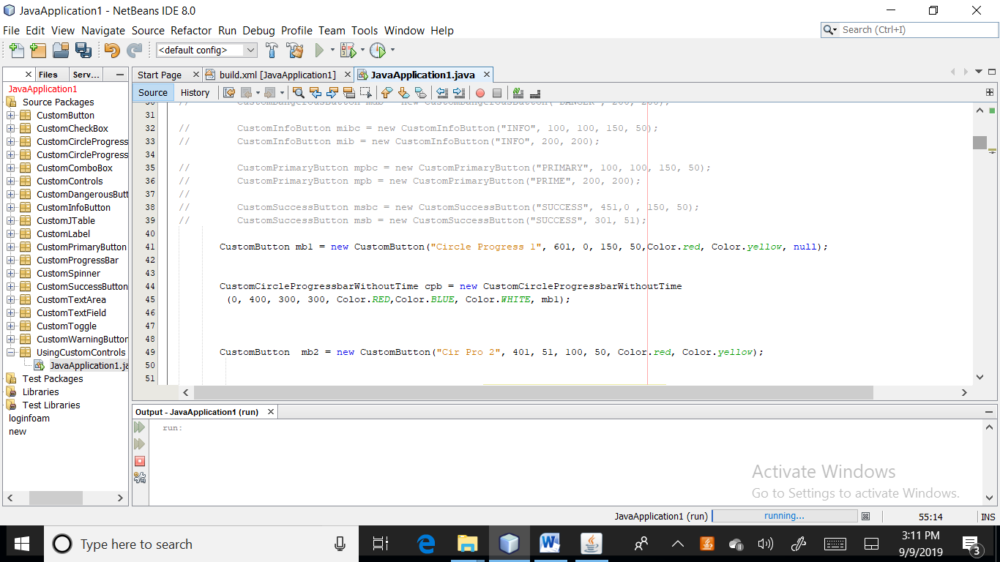 JavaApplication1 - NetBeans IDE 8.0
File Edit View Navigate Source Refactor Run Debug Profile Team Tools Window Help
Search (Ctrl+I)
<default config>
Files Serv...
Start Page build.xml [JavaApplication1] JavaApplication1.java
Source History
JavaApplication1
Source Packages
CustomButton
CustomCheckBox
CustomCircleProgress
CustomCircleProgress
CustomComboBox
CustomControls
CustomDangerousButt
CustomInfoButton
CustomJTable
CustomLabel
CustomPrimaryButton
CustomProgressBar
CustomSpinner
CustomSuccessButton
CustomTextArea
CustomTextField
CustomToggle
CustomWarningButton
UsingCustomControls
JavaApplication1.ja
Test Packages
Libraries
Test Libraries
loginfoam
new
30 // CustomDangerousButton mdb = new CustomDangerousButton("DANGER", 200, 200);
31
32 // CustomInfoButton mibc = new CustomInfoButton("INFO", 100, 100, 150, 50);
33 // CustomInfoButton mib = new CustomInfoButton("INFO", 200, 200);
34
35 // CustomPrimaryButton mpbc = new CustomPrimaryButton("PRIMARY", 100, 100, 150, 50);
36 // CustomPrimaryButton mpb = new CustomPrimaryButton("PRIME", 200, 200);
37 //
38 // CustomSuccessButton msbc = new CustomSuccessButton("SUCCESS", 451,0 , 150, 50);
39 // CustomSuccessButton msb = new CustomSuccessButton("SUCCESS", 301, 51);
40
41 CustomButton mb1 = new CustomButton("Circle Progress 1", 601, 0, 150, 50,Color.red, Color.yellow, null);
42
43
44 CustomCircleProgressbarWithoutTime cpb = new CustomCircleProgressbarWithoutTime
45 (0, 400, 300, 300, Color.RED,Color.BLUE, Color.WHITE, mb1);
46
47
48
49 CustomButton mb2 = new CustomButton("Cir Pro 2", 401, 51, 100, 50, Color.red, Color.yellow);
50
51
Output - JavaApplication1 (run)
run:
Activate Windows
Go to Settings to activate Windows.
JavaApplication1 (run) running... 55:14 INS
Type here to search
3:11 PM
9/9/2019
3